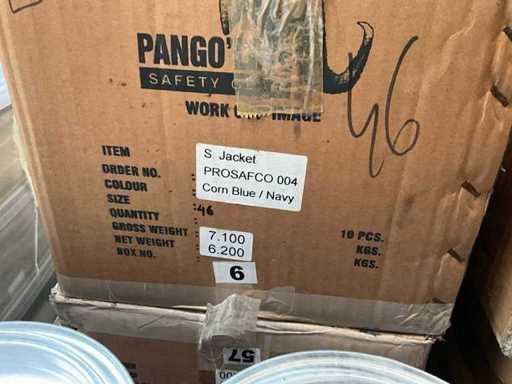 PANGO'
SAFETY
46
WORK IMAGE
ITEM S. Jacket
ORDER NO. : PROSAFCO 004
COLOUR : Corn Blue / Navy
SIZE : 46
QUANTITY : 10 PCS.
GROSS WEIGHT : 7.100 KGS.
NET WEIGHT : 6.200 KGS.
BOX NO. 6
57